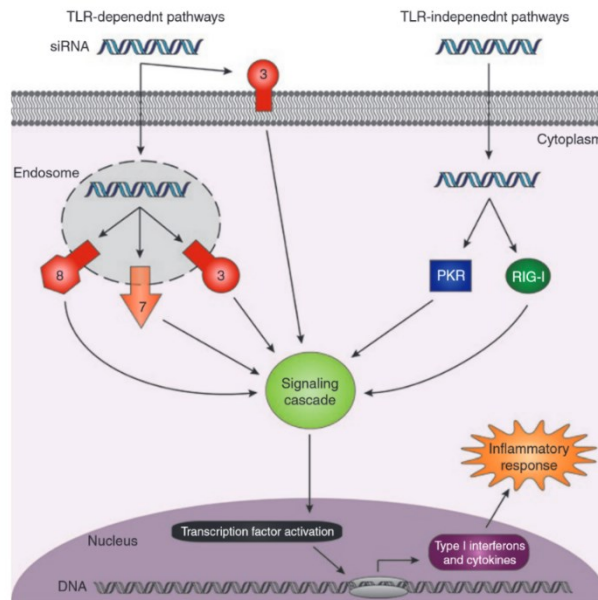 TLR-depenednt pathways
TLR-indepenednt pathways
siRNA
3
Cytoplasm
Endosome
8
7
3
PKR
RIG-I
Signaling
cascade
Inflammatory
response
Nucleus
Transcription factor activation
Type I interferons
and cytokines
DNA